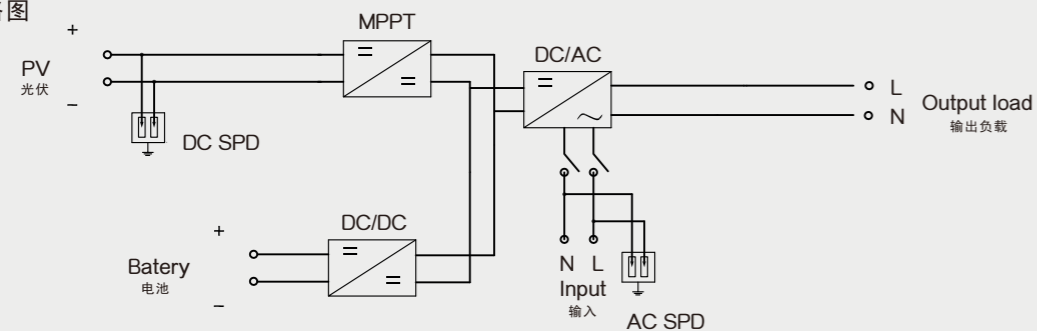 图
+
MPPT
DC/AC
PV
光伏
−
DC SPD
L
N
Output load
输出负载
+
DC/DC
Batery
电池
−
N L
Input
输入
AC SPD